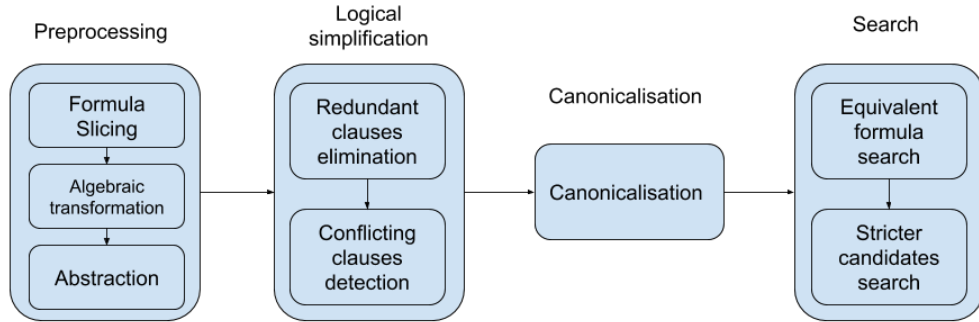 Preprocessing
Formula
Slicing
Algebraic
transformation
Abstraction
Logical
simplification
Redundant
clauses
elimination
Conflicting
clauses
detection
Canonicalisation
Canonicalisation
Search
Equivalent
formula
search
Stricter
candidates
search